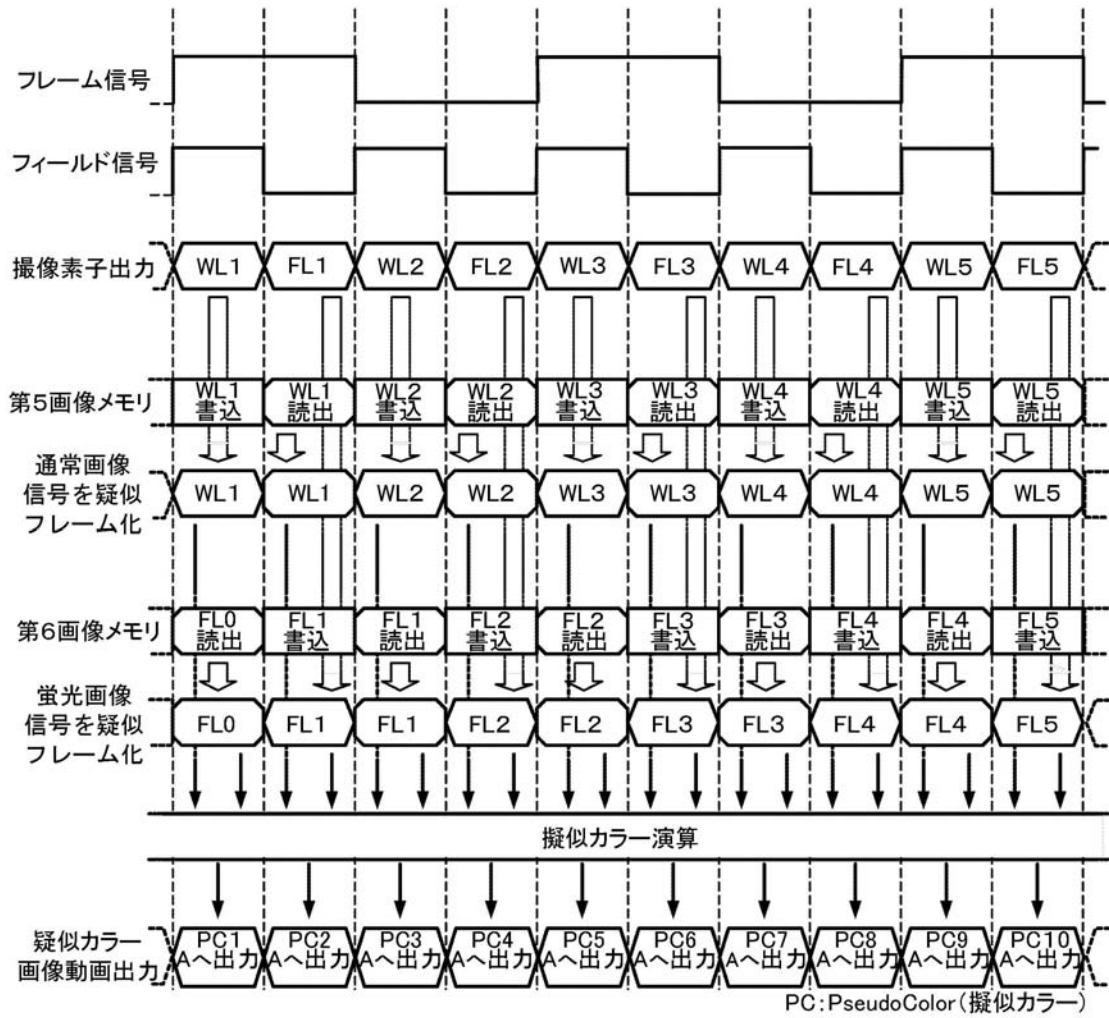 フレーム信号
フィールド信号
撮像素子出力 WL1 FL1 WL2 FL2 WL3 FL3 WL4 FL4 WL5 FL5
第5画像メモリ
WL1 WL1 WL2 WL2 WL3 WL3 WL4 WL4 WL5 WL5
書込 読出 書込 読出 書込 読出 書込 読出 書込 読出
通常画像
信号を疑似
フレーム化
WL1 WL1 WL2 WL2 WL3 WL3 WL4 WL4 WL5 WL5
第6画像メモリ
FL0 FL1 FL1 FL2 FL2 FL3 FL3 FL4 FL4 FL5
読出 書込 読出 書込 読出 書込 読出 書込 読出 書込
蛍光画像
信号を疑似
フレーム化
FL0 FL1 FL1 FL2 FL2 FL3 FL3 FL4 FL4 FL5
擬似カラー演算
疑似カラー
画像動画出力
PC1 PC2 PC3 PC4 PC5 PC6 PC7 PC8 PC9 PC10
Aへ出力 Aへ出力 Aへ出力 Aへ出力 Aへ出力 Aへ出力 Aへ出力 Aへ出力 Aへ出力 Aへ出力
PC:PseudoColor(擬似カラー)